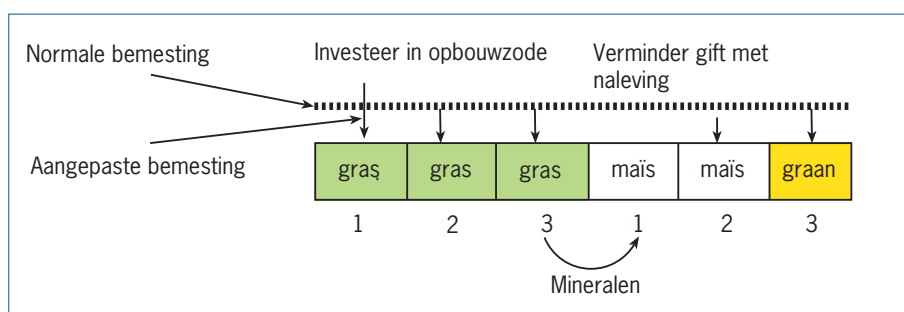 Normale bemesting
Investeer in opbouwzode
Verminder gift met
naleving
Aangepaste bemesting
gras gras gras maïs maïs graan
1 2 3 1 2 3
Mineralen